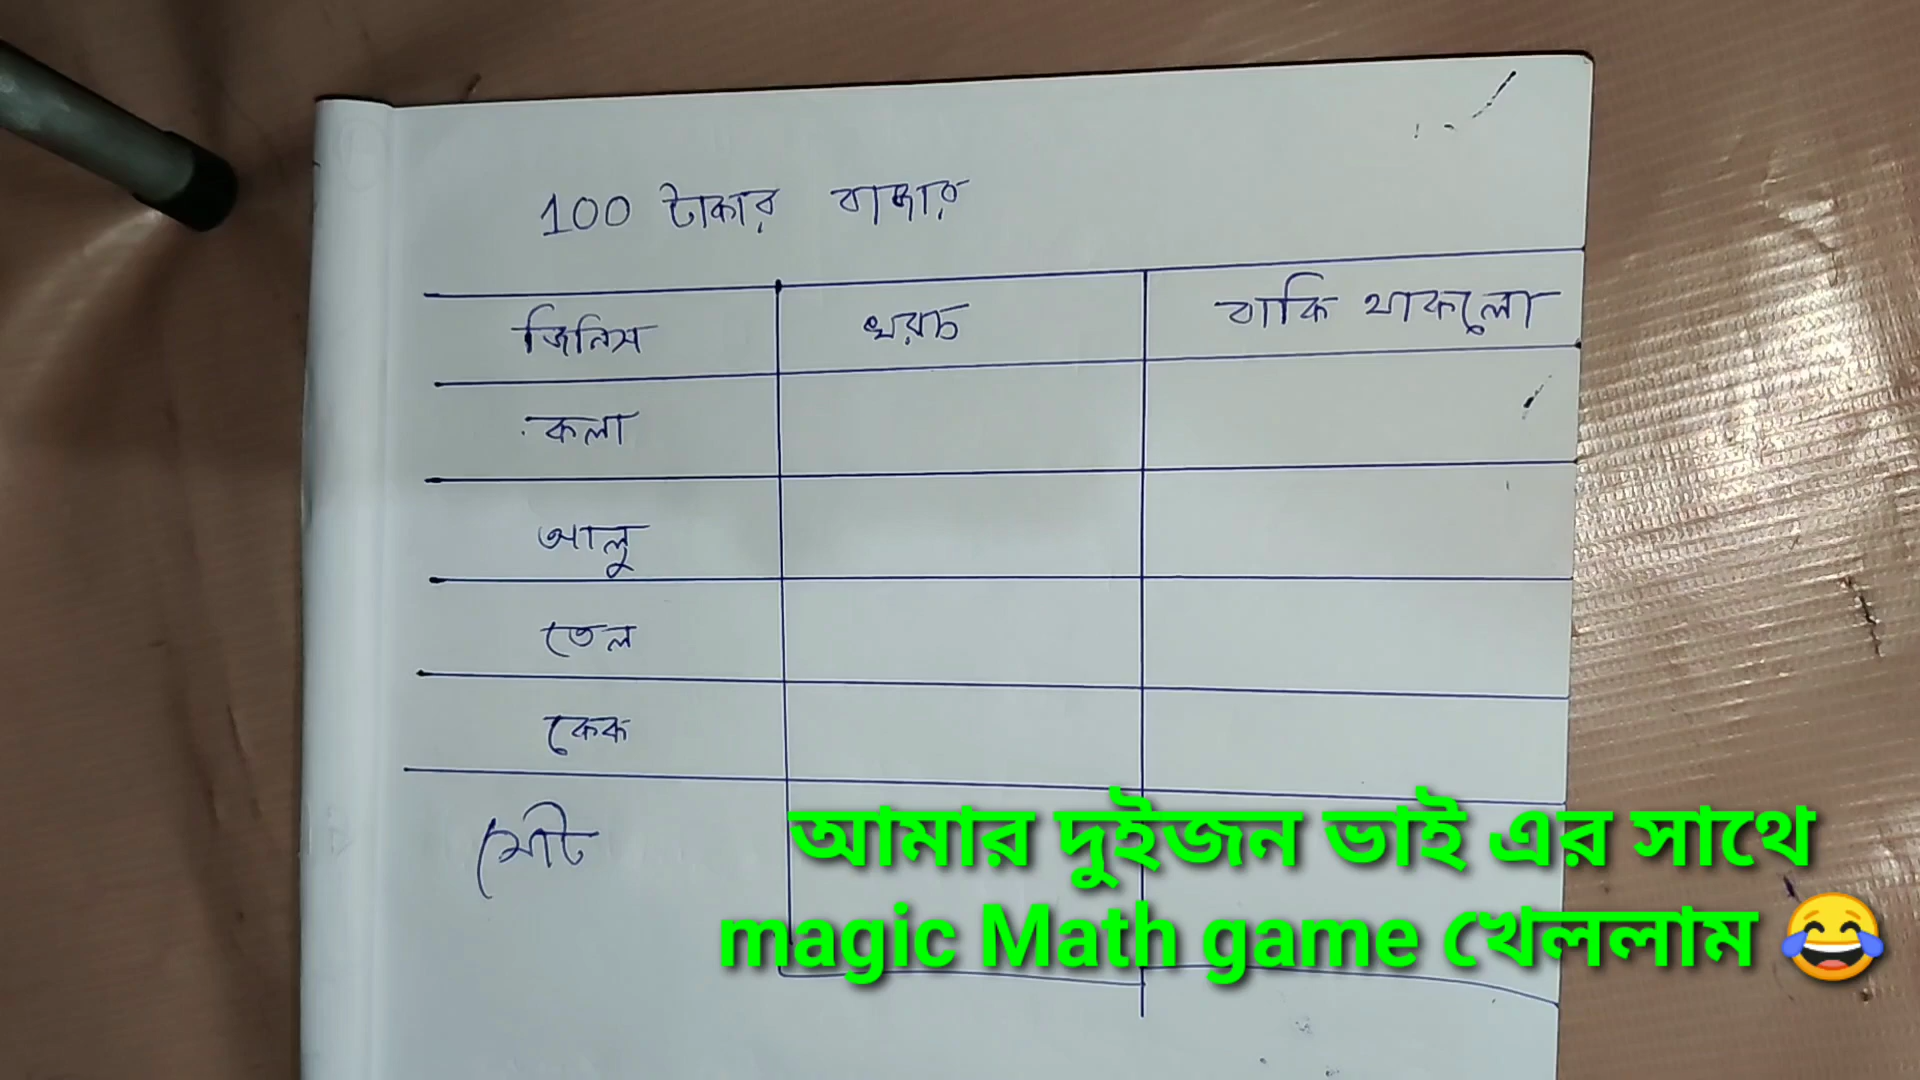 100 টাকার বাজার
জিনিস খরচ বাকি থাকলো
কলা
আলু
তেল
কেক
মোট
আমার দুইজন ভাই এর সাথে
magic Math game খেললাম 😂